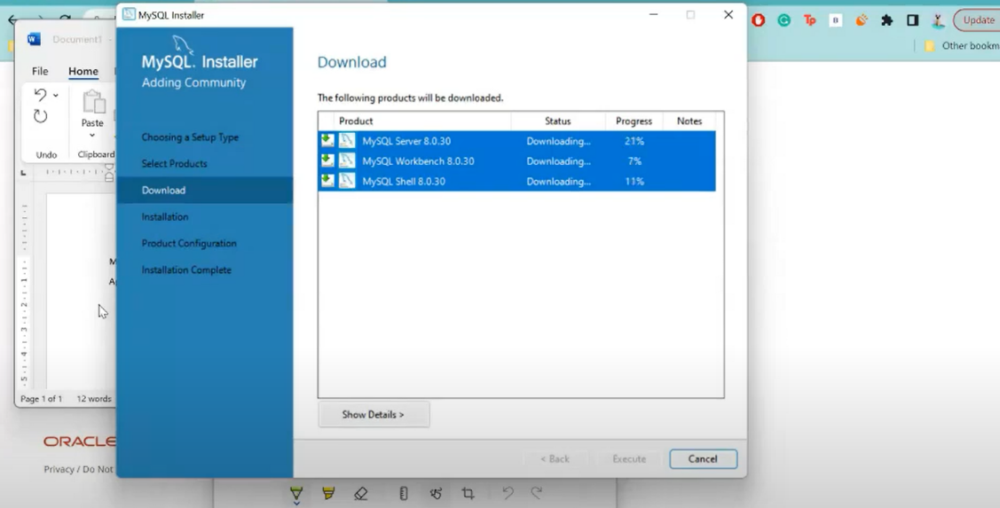 MySQL Installer
Update
Other bookm
Document1 -
File Home
Paste
Undo Clipboard
MySQL. Installer
Adding Community
Choosing a Setup Type
Select Products
Download
Installation
Product Configuration
Installation Complete
Download
The following products will be downloaded.
Product Status Progress Notes
MySQL Server 8.0.30 Downloading... 21%
MySQL Workbench 8.0.30 Downloading... 7%
MySQL Shell 8.0.30 Downloading... 11%
Show Details >
< Back Execute Cancel
Page 1 of 1 12 words
ORACLE
Privacy / Do Not